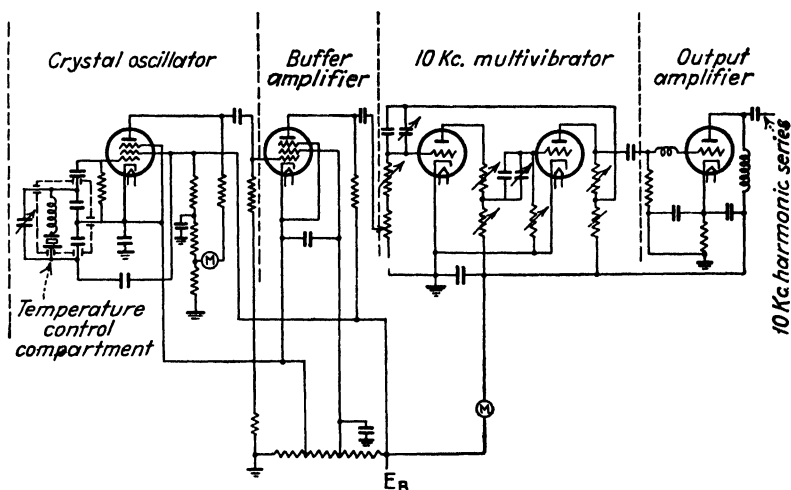 Crystal oscillator
Buffer
amplifier
10 Kc. multivibrator
Output
amplifier
M
Temperature
control
compartment
10 Kc. harmonic series
M
E_B